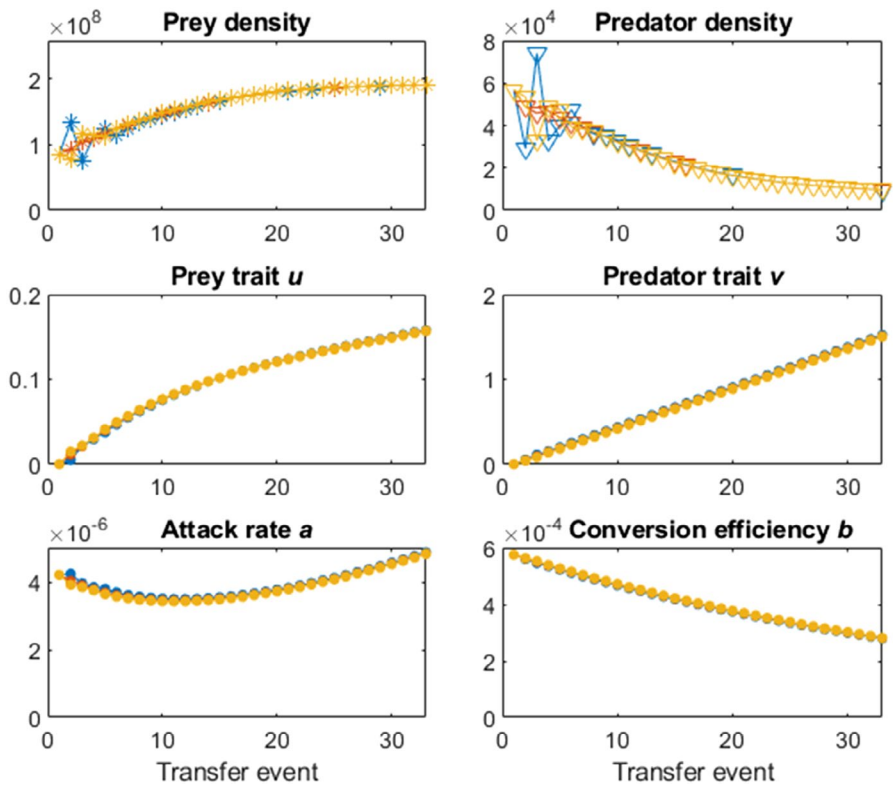 Prey density
×10^8
2
1
0
0 10 20 30
Predator density
×10^4
8
6
4
2
0
0 10 20 30
Prey trait u
0.2
0.1
0
0 10 20 30
Predator trait v
2
1
0
0 10 20 30
Attack rate a
×10^-6
4
2
0
0 10 20 30
Transfer event
Conversion efficiency b
×10^-4
6
4
2
0
0 10 20 30
Transfer event